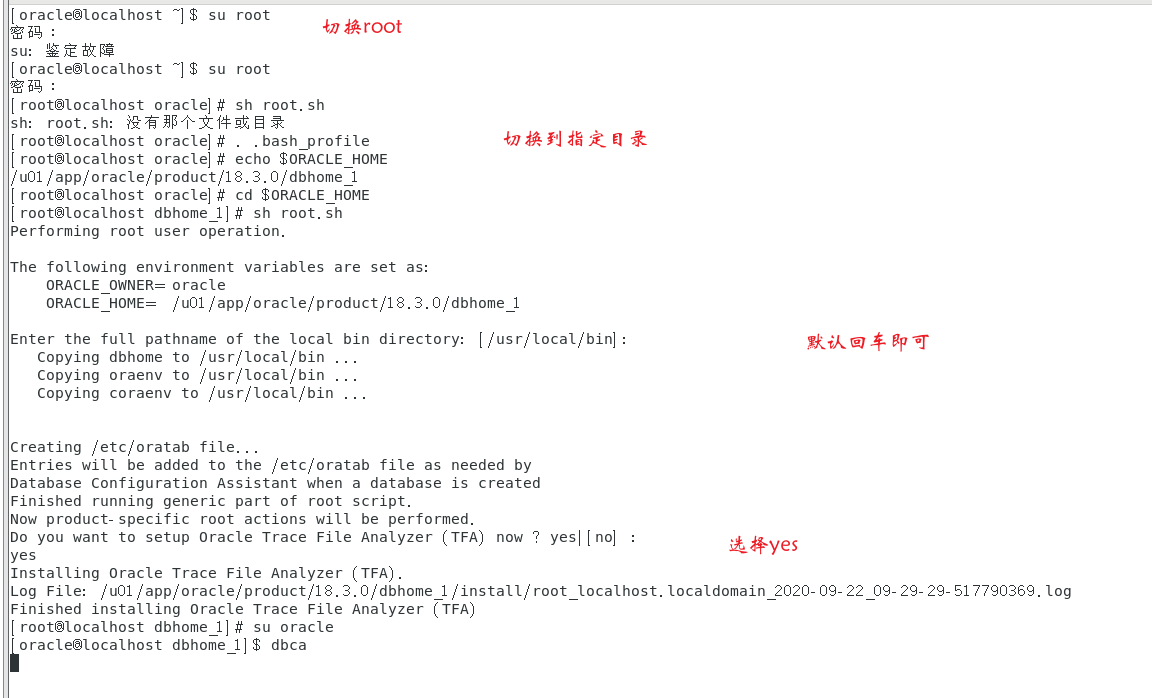 [oracle@localhost ~]$ su root
切换root
密码：
su: 鉴定故障
[oracle@localhost ~]$ su root
密码：
[root@localhost oracle]# sh root.sh
sh: root.sh: 没有那个文件或目录
[root@localhost oracle]# . .bash_profile
切换到指定目录
[root@localhost oracle]# echo $ORACLE_HOME
/u01/app/oracle/product/18.3.0/dbhome_1
[root@localhost oracle]# cd $ORACLE_HOME
[root@localhost dbhome_1]# sh root.sh
Performing root user operation.
The following environment variables are set as:
ORACLE_OWNER= oracle
ORACLE_HOME=  /u01/app/oracle/product/18.3.0/dbhome_1
Enter the full pathname of the local bin directory: [/usr/local/bin]:
默认回车即可
Copying dbhome to /usr/local/bin ...
Copying oraenv to /usr/local/bin ...
Copying coraenv to /usr/local/bin ...
Creating /etc/oratab file...
Entries will be added to the /etc/oratab file as needed by
Database Configuration Assistant when a database is created
Finished running generic part of root script.
Now product-specific root actions will be performed.
Do you want to setup Oracle Trace File Analyzer (TFA) now ? yes|[no] :
选择yes
yes
Installing Oracle Trace File Analyzer (TFA).
Log File: /u01/app/oracle/product/18.3.0/dbhome_1/install/root_localhost.localdomain_2020-09-22_09-29-29-517790369.log
Finished installing Oracle Trace File Analyzer (TFA)
[root@localhost dbhome_1]# su oracle
[oracle@localhost dbhome_1]$ dbca